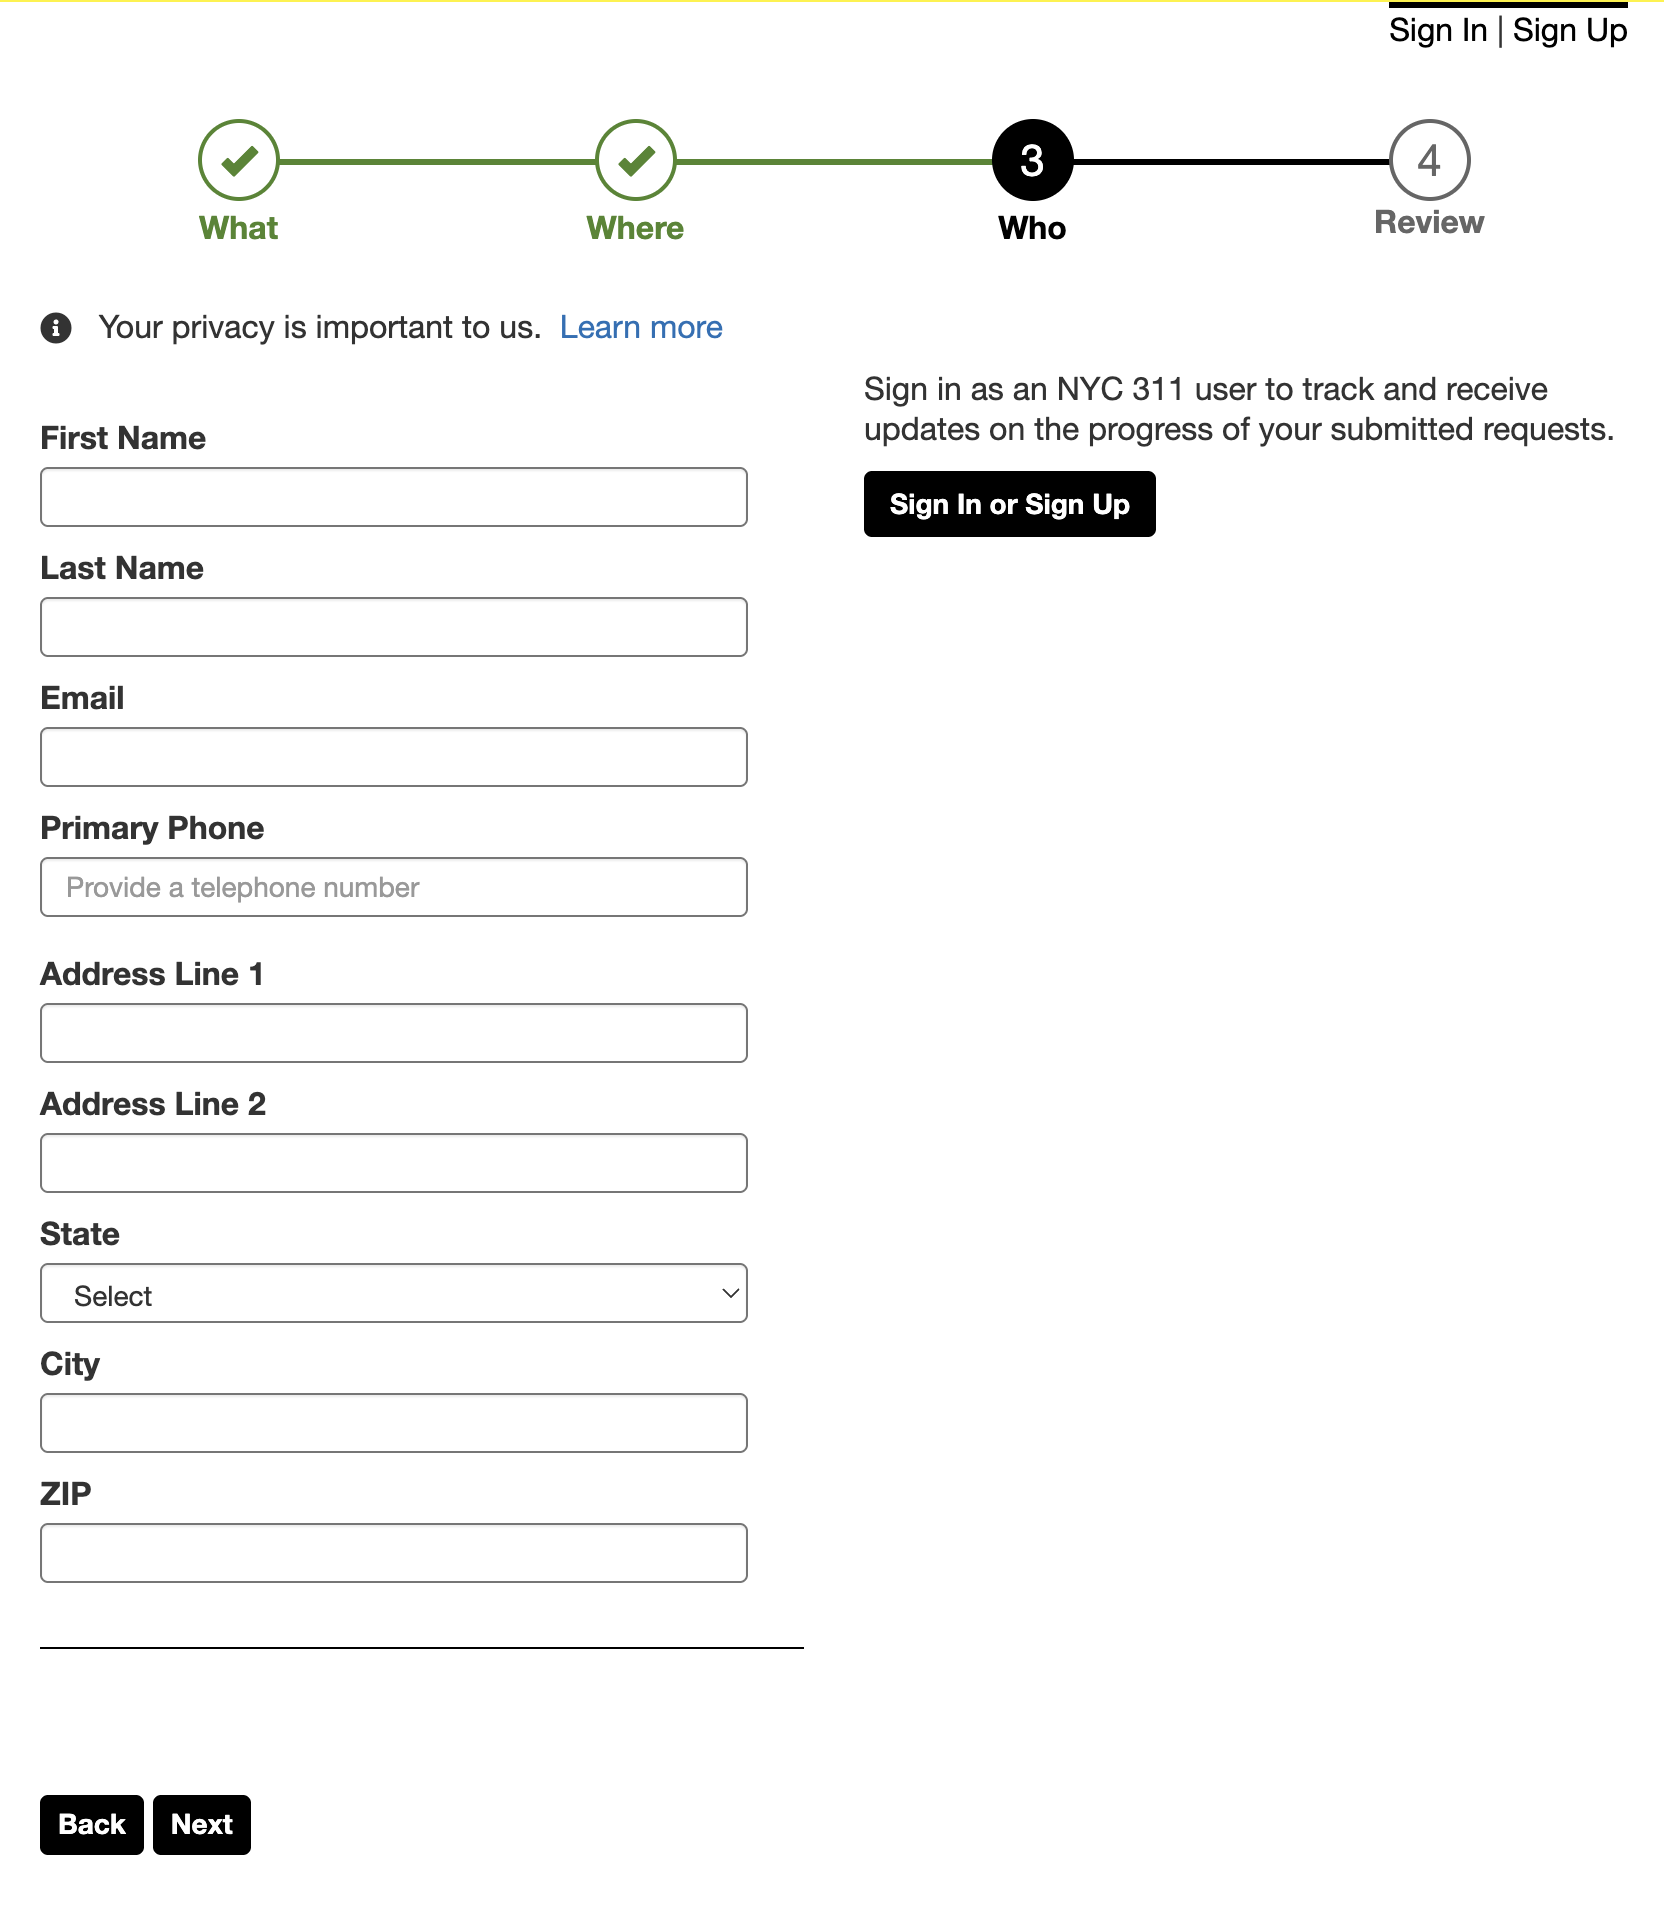 Sign In | Sign Up
3
4
What
Where
Who
Review
Your privacy is important to us. Learn more
Sign in as an NYC 311 user to track and receive
updates on the progress of your submitted requests.
Sign In or Sign Up
First Name
Last Name
Email
Primary Phone
Provide a telephone number
Address Line 1
Address Line 2
State
Select
City
ZIP
Back
Next